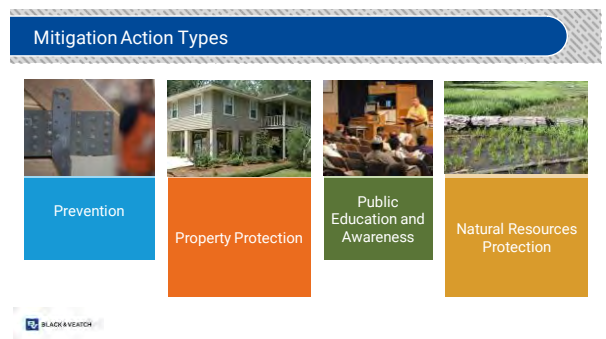 Mitigation Action Types
Prevention
Property Protection
Public
Education and
Awareness
Natural Resources
Protection
BLACK & VEATCH